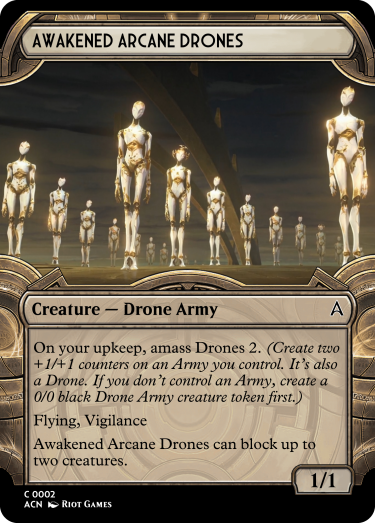 AWAKENED ARCANE DRONES
Creature — Drone Army
A
On your upkeep, amass Drones 2. (Create two
+1/+1 counters on an Army you control. It's also
a Drone. If you don't control an Army, create a
0/0 black Drone Army creature token first.)
Flying, Vigilance
Awakened Arcane Drones can block up to
two creatures.
1/1
C 0002
ACN RIOT GAMES